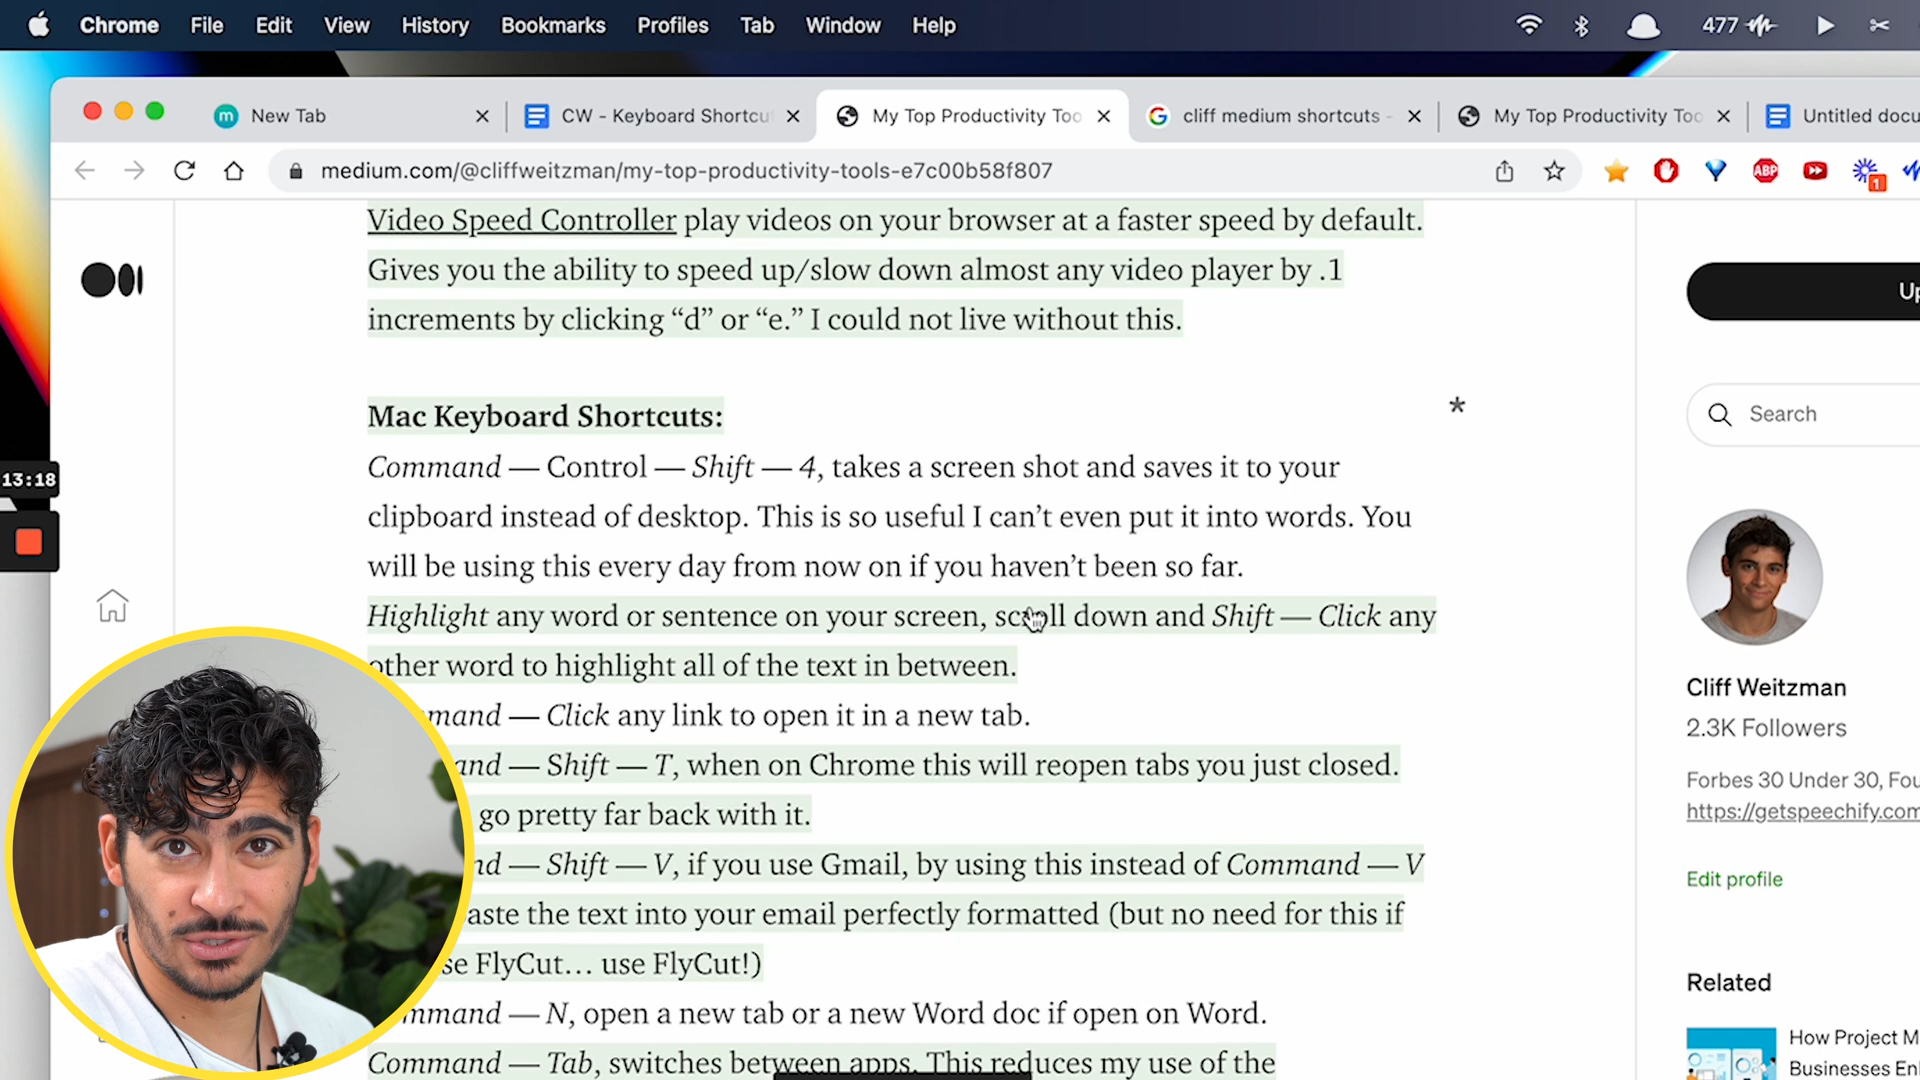 Chrome File Edit View History Bookmarks Profiles Tab Window Help 477
New Tab
CW - Keyboard Shortcu
My Top Productivity Too
cliff medium shortcuts -
My Top Productivity Too
Untitled docu
medium.com/@cliffweitzman/my-top-productivity-tools-e7c00b58f807
ABP
1
Video Speed Controller play videos on your browser at a faster speed by default.
Gives you the ability to speed up/slow down almost any video player by .1
increments by clicking “d” or “e.” I could not live without this.
Mac Keyboard Shortcuts:
*
Command — Control — Shift — 4, takes a screen shot and saves it to your
clipboard instead of desktop. This is so useful I can’t even put it into words. You
will be using this every day from now on if you haven’t been so far.
Highlight any word or sentence on your screen, scroll down and Shift — Click any
other word to highlight all of the text in between.
mand — Click any link to open it in a new tab.
and — Shift — T, when on Chrome this will reopen tabs you just closed.
go pretty far back with it.
nd — Shift — V, if you use Gmail, by using this instead of Command — V
aste the text into your email perfectly formatted (but no need for this if
se FlyCut… use FlyCut!)
mmand — N, open a new tab or a new Word doc if open on Word.
Command — Tab, switches between apps. This reduces my use of the
13:18
Up
Search
Cliff Weitzman
2.3K Followers
Forbes 30 Under 30, Fou
https://getspeechify.com
Edit profile
Related
How Project M
Businesses En